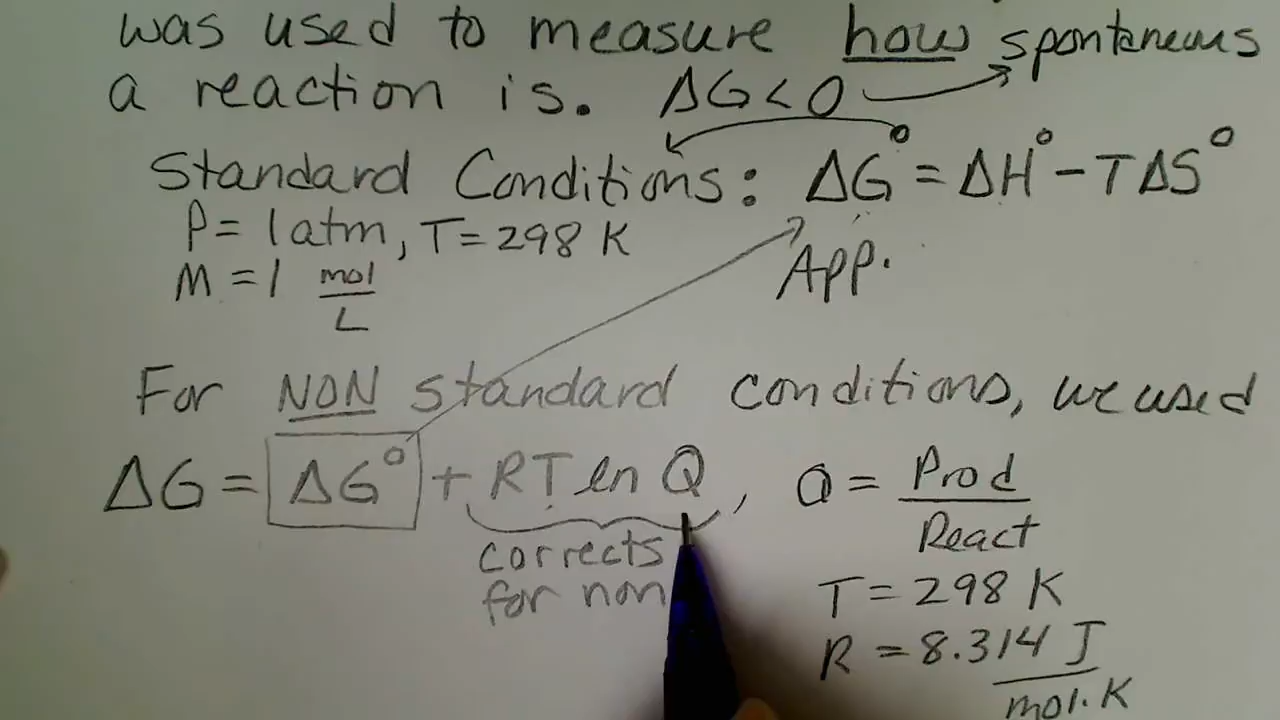 was used to measure how spontaneous
a reaction is. ΔG < 0
Standard Conditions: ΔG° = ΔH° - TΔS°
P = 1 atm, T = 298 K
App.
M = 1 mol/L
For NON standard conditions, we used
ΔG = ΔG° + RT ln Q, Q = Prod/React
corrects
for non
T = 298 K
R = 8.314 J/mol·K